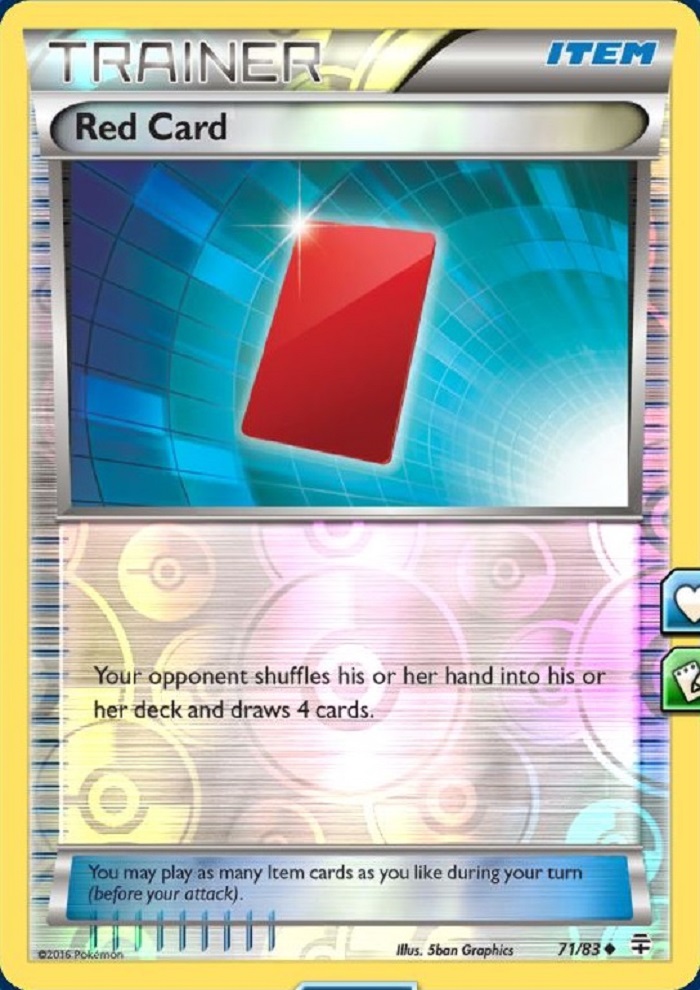 TRAINER
ITEM
Red Card
Your opponent shuffles his or her hand into his or
her deck and draws 4 cards.
You may play as many Item cards as you like during your turn
(before your attack).
©2016 Pokémon
Illus. 5ban Graphics
71/83